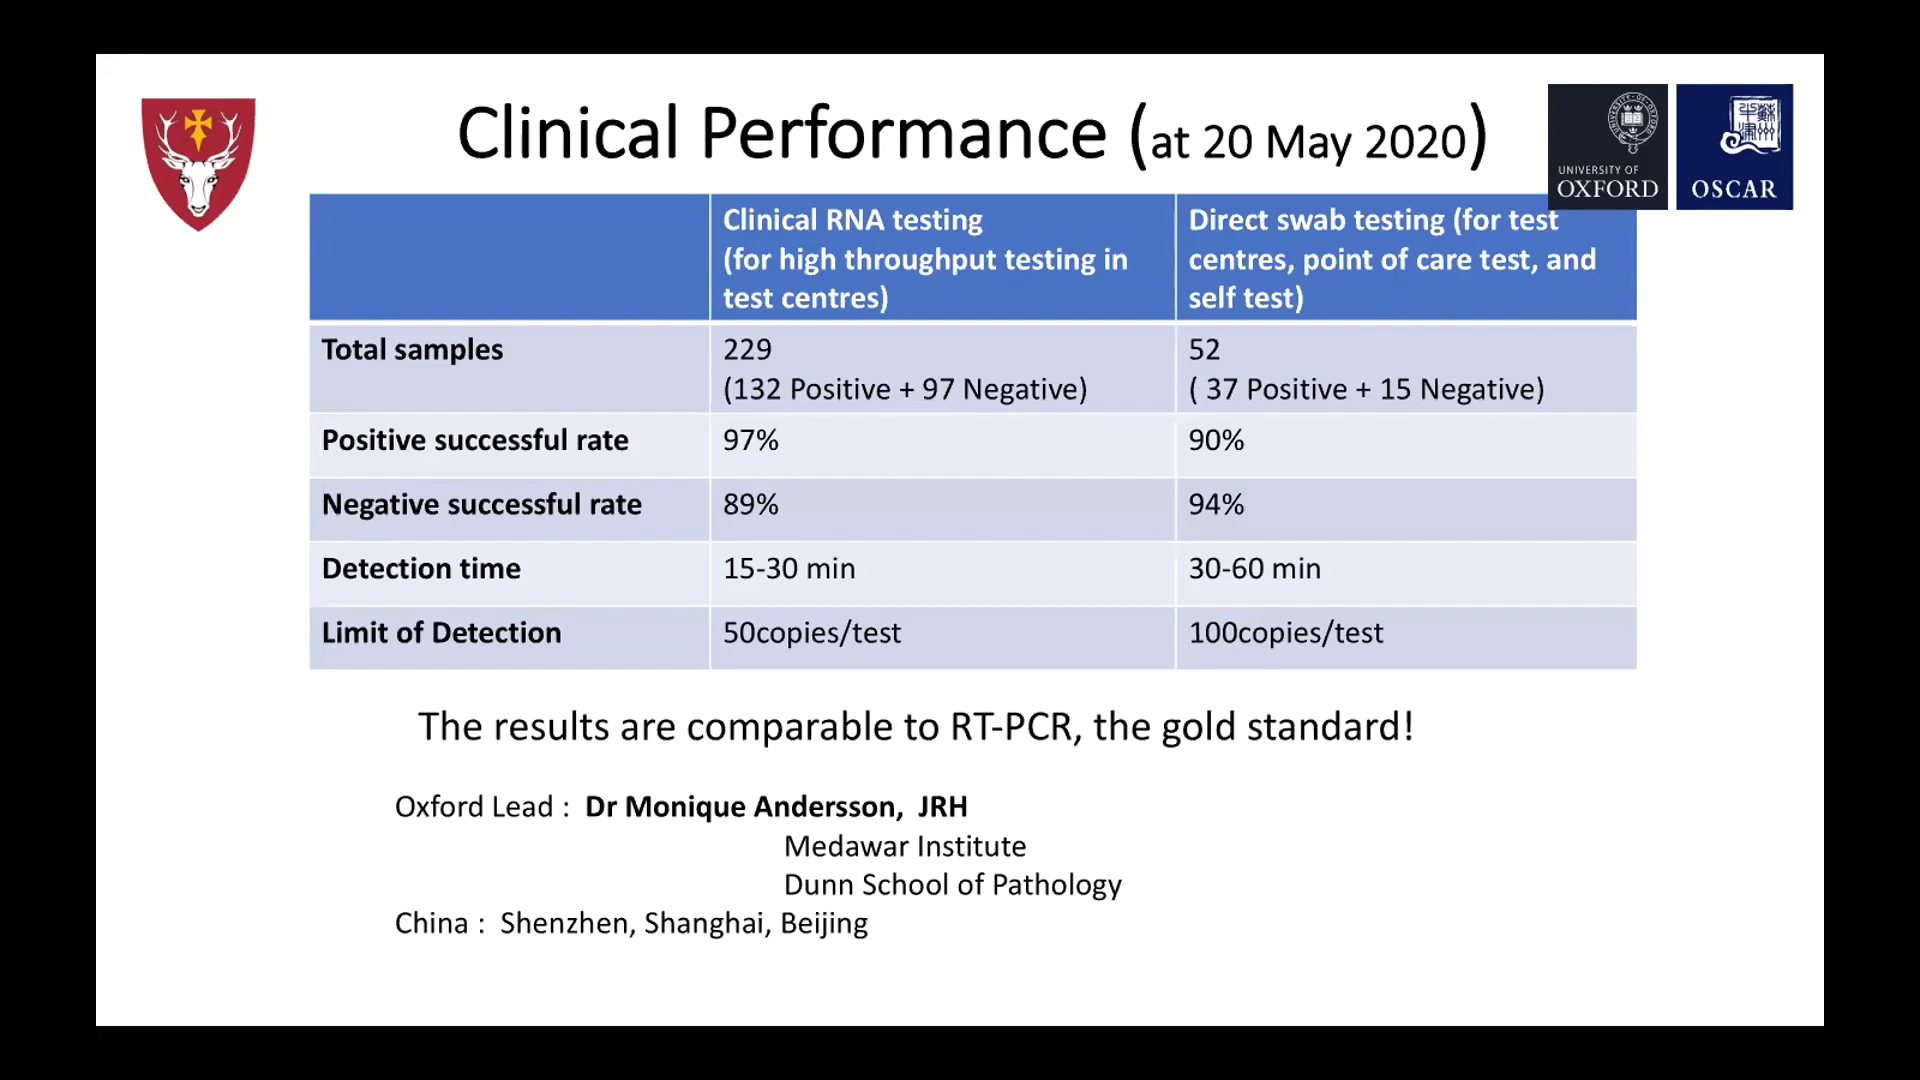 Clinical Performance (at 20 May 2020)
UNIVERSITY OF
OXFORD
OSCAR
Clinical RNA testing
(for high throughput testing in
test centres)
Direct swab testing (for test
centres, point of care test, and
self test)
Total samples
229
(132 Positive + 97 Negative)
52
( 37 Positive + 15 Negative)
Positive successful rate
97%
90%
Negative successful rate
89%
94%
Detection time
15-30 min
30-60 min
Limit of Detection
50copies/test
100copies/test
The results are comparable to RT-PCR, the gold standard!
Oxford Lead : Dr Monique Andersson, JRH
Medawar Institute
Dunn School of Pathology
China : Shenzhen, Shanghai, Beijing